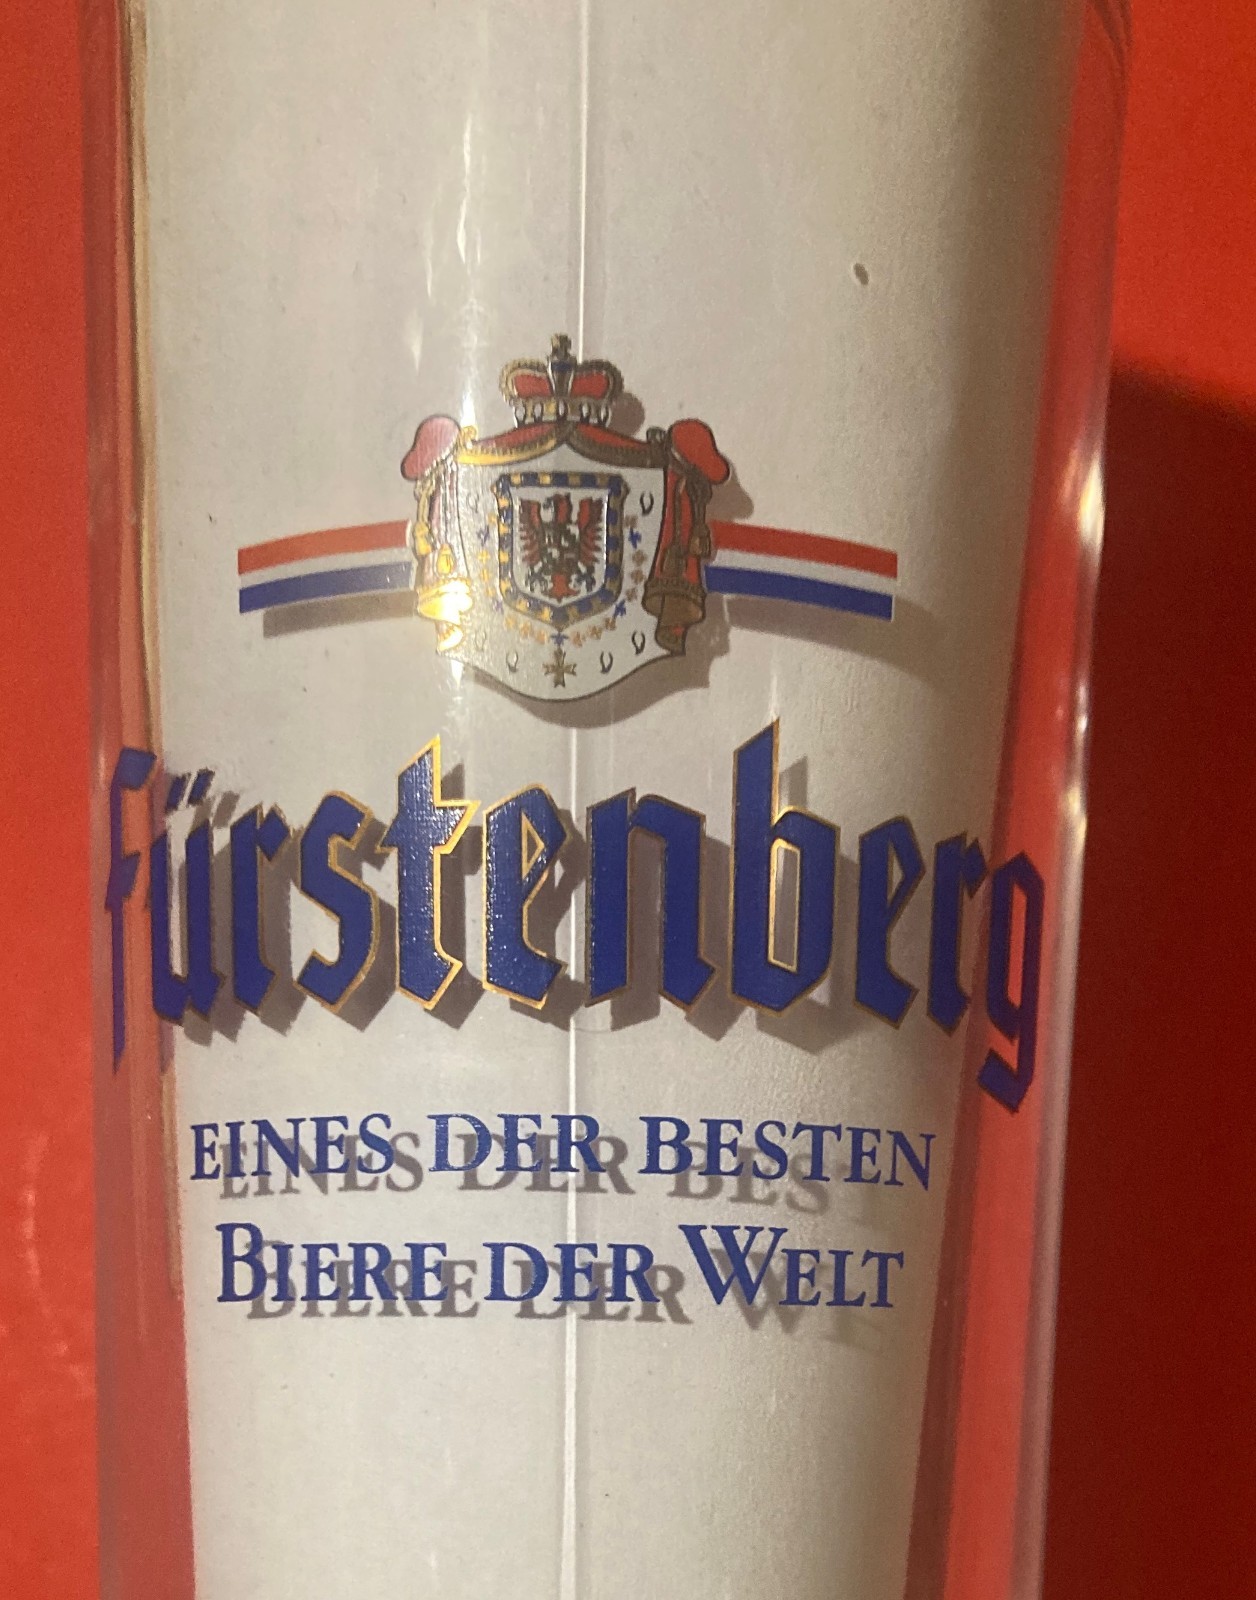 fürstenberg
EINES DER BESTEN
BIERE DER WELT